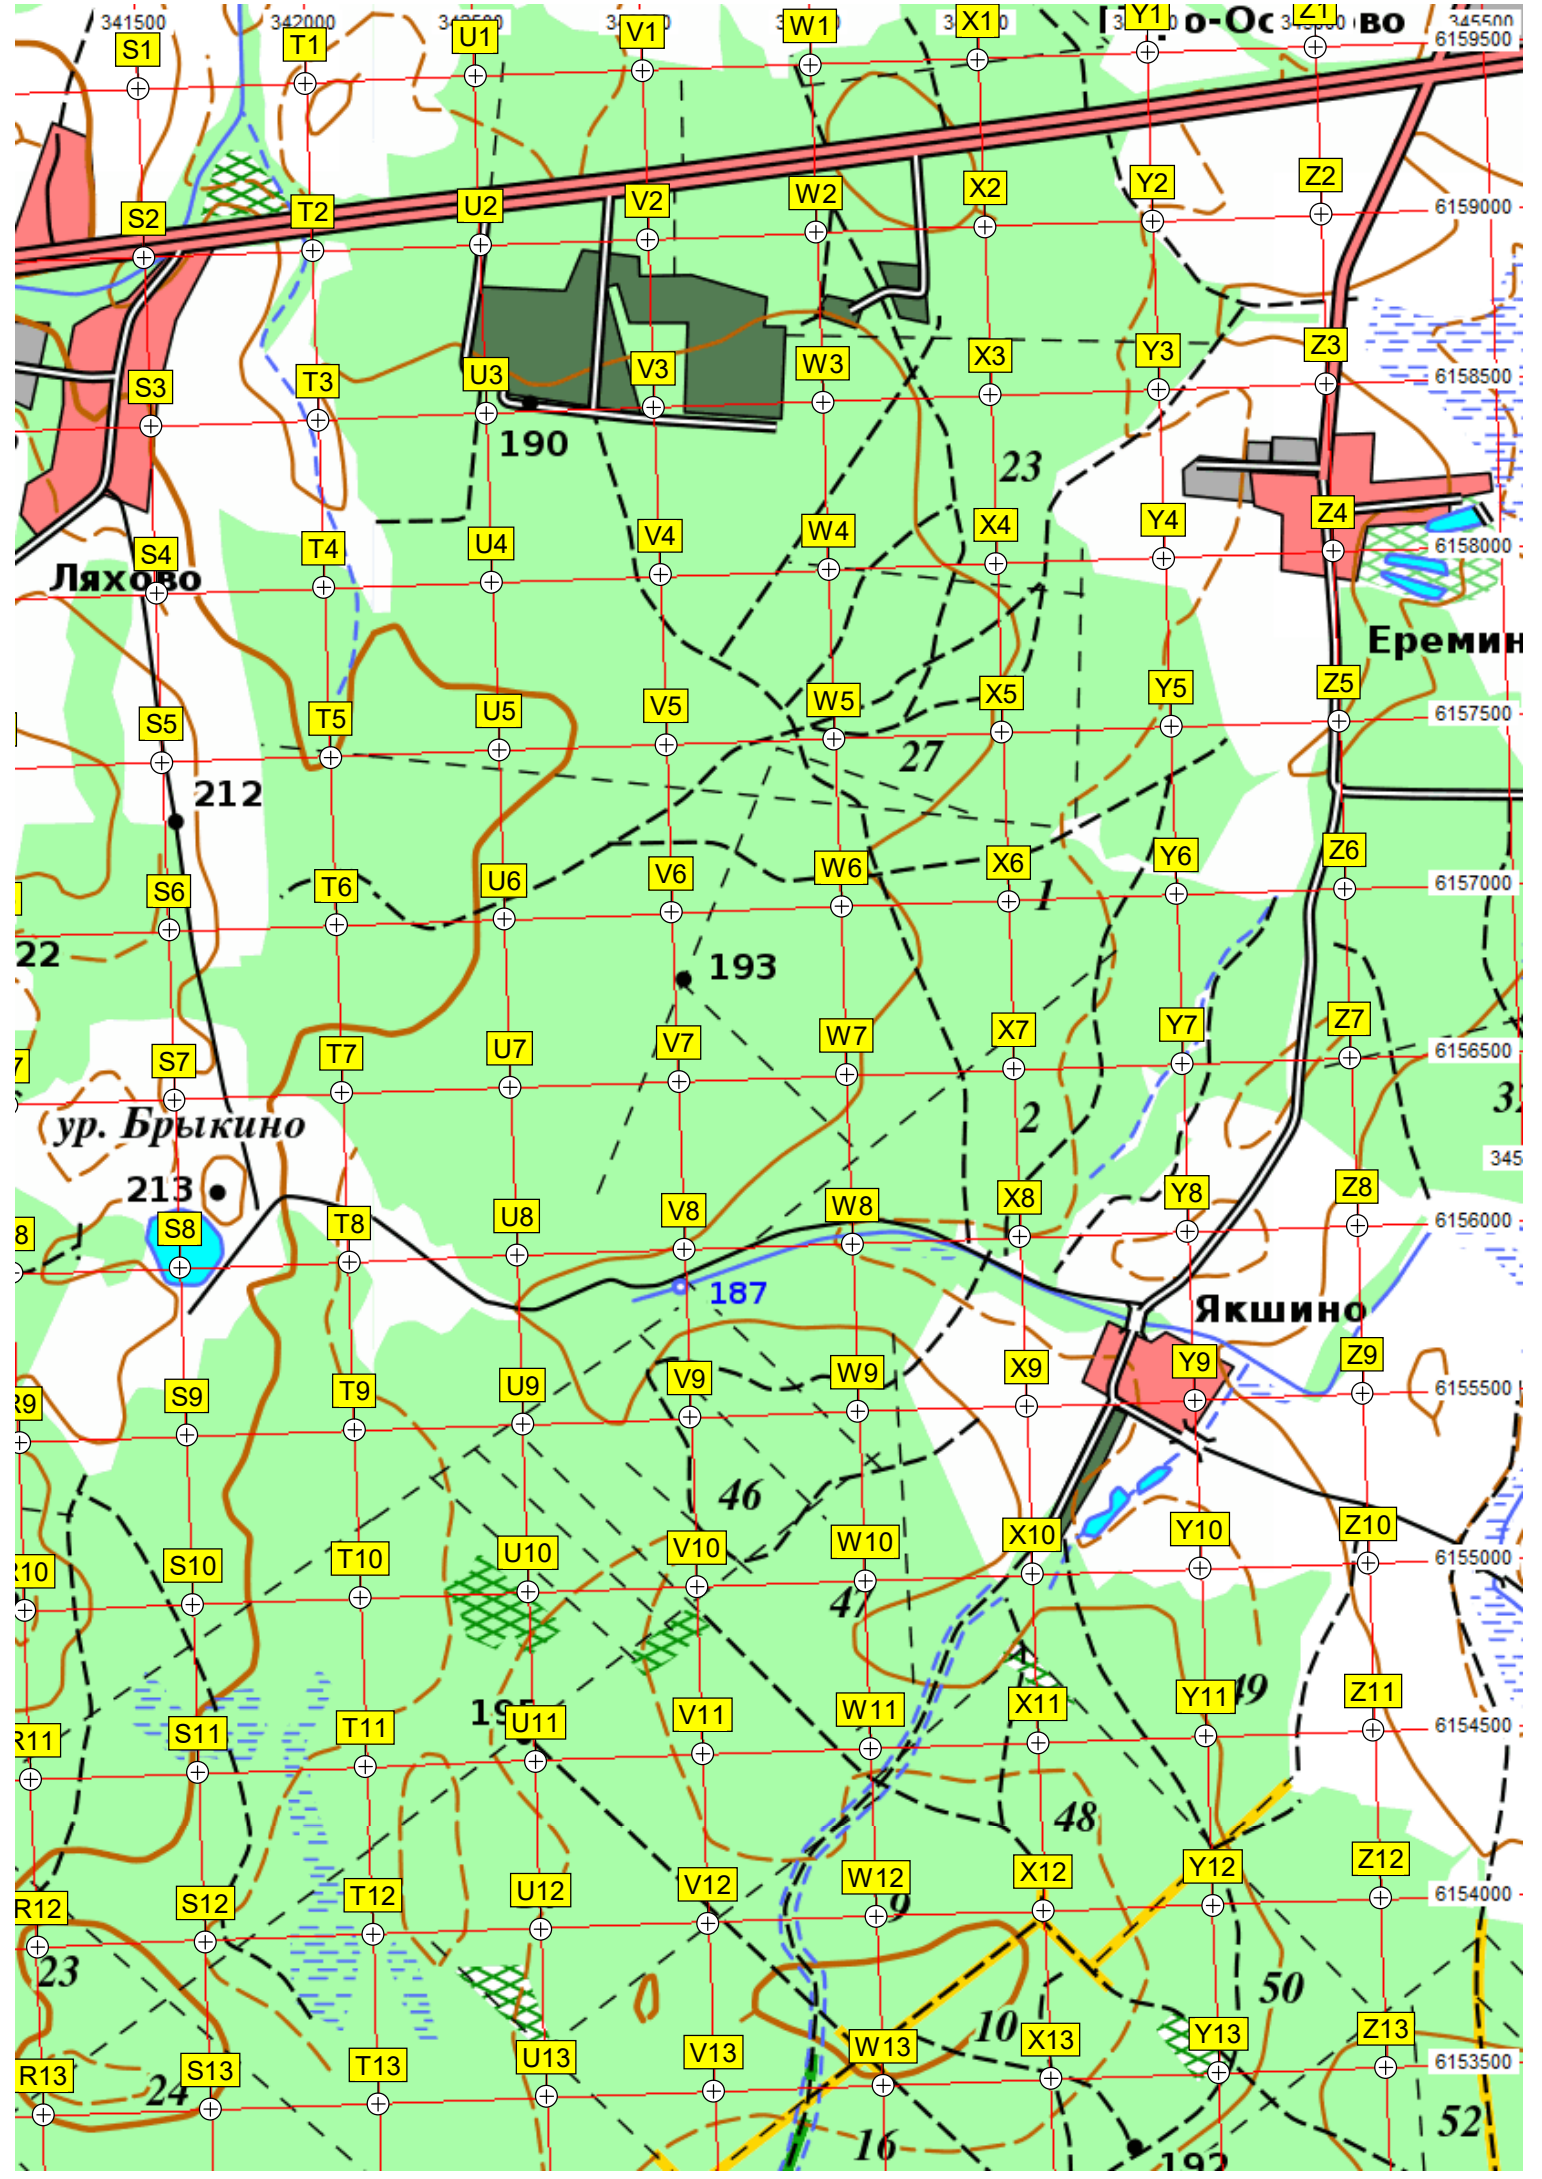 341500 342000
S1 T1 U1 V1 W1 X1 Y1 Z1
6159500
S2 T2 U2 V2 W2 X2 Y2 Z2
6159000
S3 T3 U3 V3 W3 X3 Y3 Z3
6158500
190
23
S4 T4 U4 V4 W4 X4 Y4 Z4
6158000
Ляхово
Еремин
S5 T5 U5 V5 W5 X5 Y5 Z5
6157500
27
212
S6 T6 U6 V6 W6 X6 Y6 Z6
6157000
1
22
193
S7 T7 U7 V7 W7 X7 Y7 Z7
6156500
ур. Брыкино
2
213
S8 T8 U8 V8 W8 X8 Y8 Z8
6156000
187
Якшино
R9 S9 T9 U9 V9 W9 X9 Y9 Z9
6155500
46
R10 S10 T10 U10 V10 W10 X10 Y10 Z10
6155000
47
49
R11 S11 T11 U11 V11 W11 X11 Y11 Z11
6154500
48
R12 S12 T12 U12 V12 W12 X12 Y12 Z12
6154000
9
23
50
10
R13 S13 T13 U13 V13 W13 X13 Y13 Z13
6153500
24
16
52
192